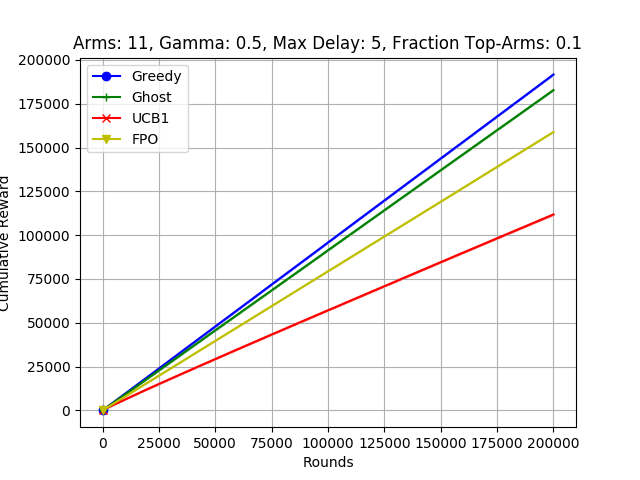 Arms: 11, Gamma: 0.5, Max Delay: 5, Fraction Top-Arms: 0.1
200000
175000
150000
125000
100000
75000
50000
25000
0
Cumulative Reward
Greedy
Ghost
UCB1
FPO
0 25000 50000 75000 100000 125000 150000 175000 200000
Rounds